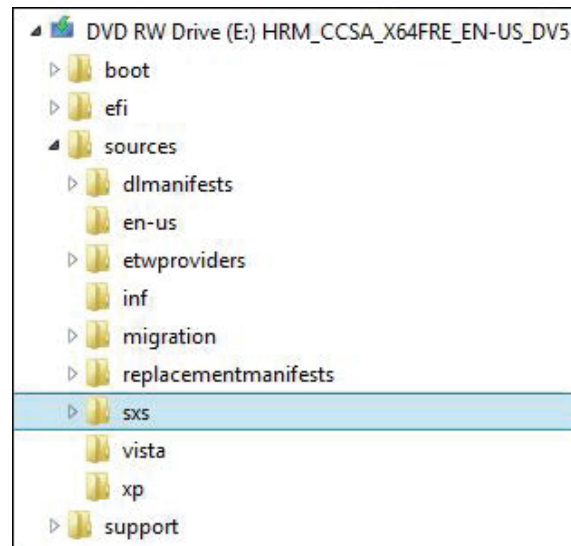 DVD RW Drive (E:) HRM_CCSA_X64FRE_EN-US_DV5
boot
efi
sources
dlmanifests
en-us
etwproviders
inf
migration
replacementmanifests
sxs
vista
xp
support